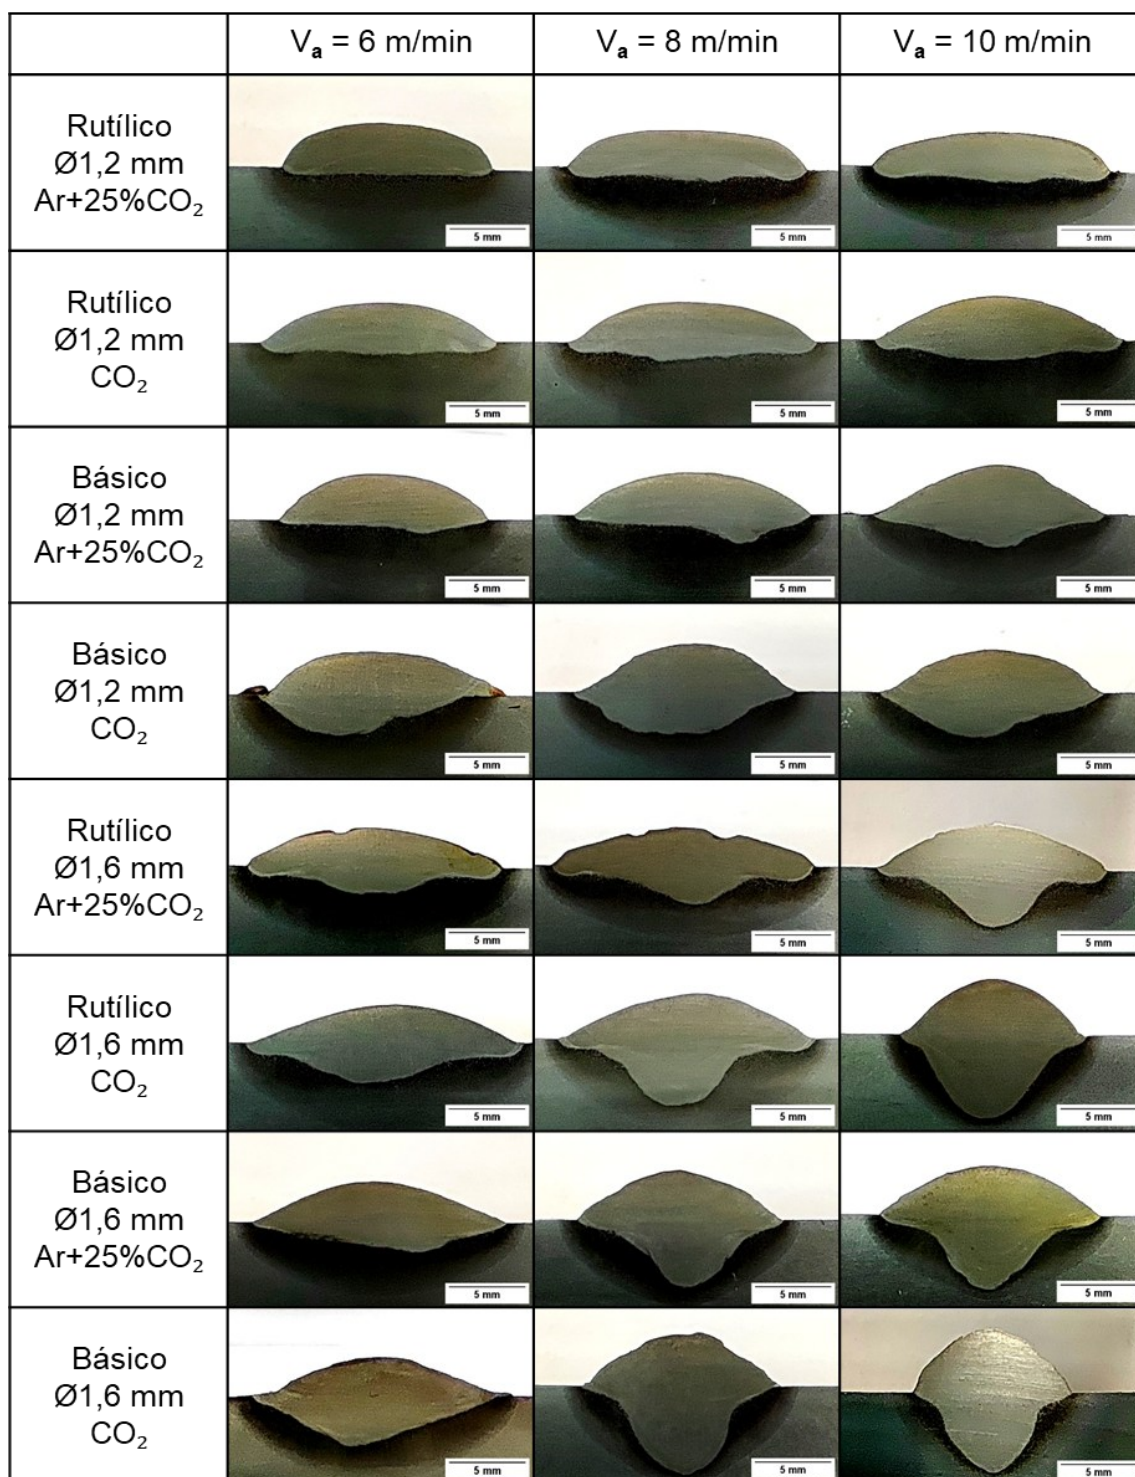 Vₐ = 6 m/min
Vₐ = 8 m/min
Vₐ = 10 m/min
Rutílico
Ø1,2 mm
Ar+25%CO₂
5 mm
5 mm
5 mm
Rutílico
Ø1,2 mm
CO₂
5 mm
5 mm
5 mm
Básico
Ø1,2 mm
Ar+25%CO₂
5 mm
5 mm
5 mm
Básico
Ø1,2 mm
CO₂
5 mm
5 mm
5 mm
Rutílico
Ø1,6 mm
Ar+25%CO₂
5 mm
5 mm
5 mm
Rutílico
Ø1,6 mm
CO₂
5 mm
5 mm
5 mm
Básico
Ø1,6 mm
Ar+25%CO₂
5 mm
5 mm
5 mm
Básico
Ø1,6 mm
CO₂
5 mm
5 mm
5 mm